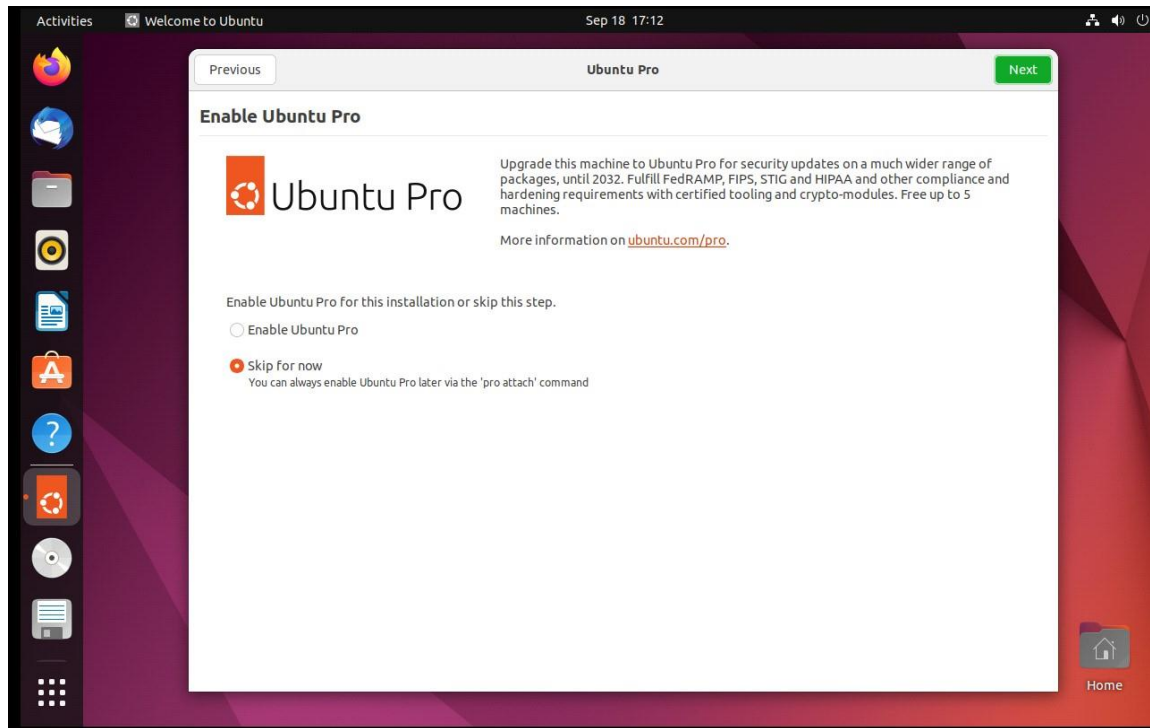 Activities
Welcome to Ubuntu
Sep 18 17:12
Previous
Ubuntu Pro
Next
Enable Ubuntu Pro
Ubuntu Pro
Upgrade this machine to Ubuntu Pro for security updates on a much wider range of
packages, until 2032. Fulfill FedRAMP, FIPS, STIG and HIPAA and other compliance and
hardening requirements with certified tooling and crypto-modules. Free up to 5
machines.
More information on ubuntu.com/pro.
Enable Ubuntu Pro for this installation or skip this step.
Enable Ubuntu Pro
Skip for now
You can always enable Ubuntu Pro later via the 'pro attach' command
Home